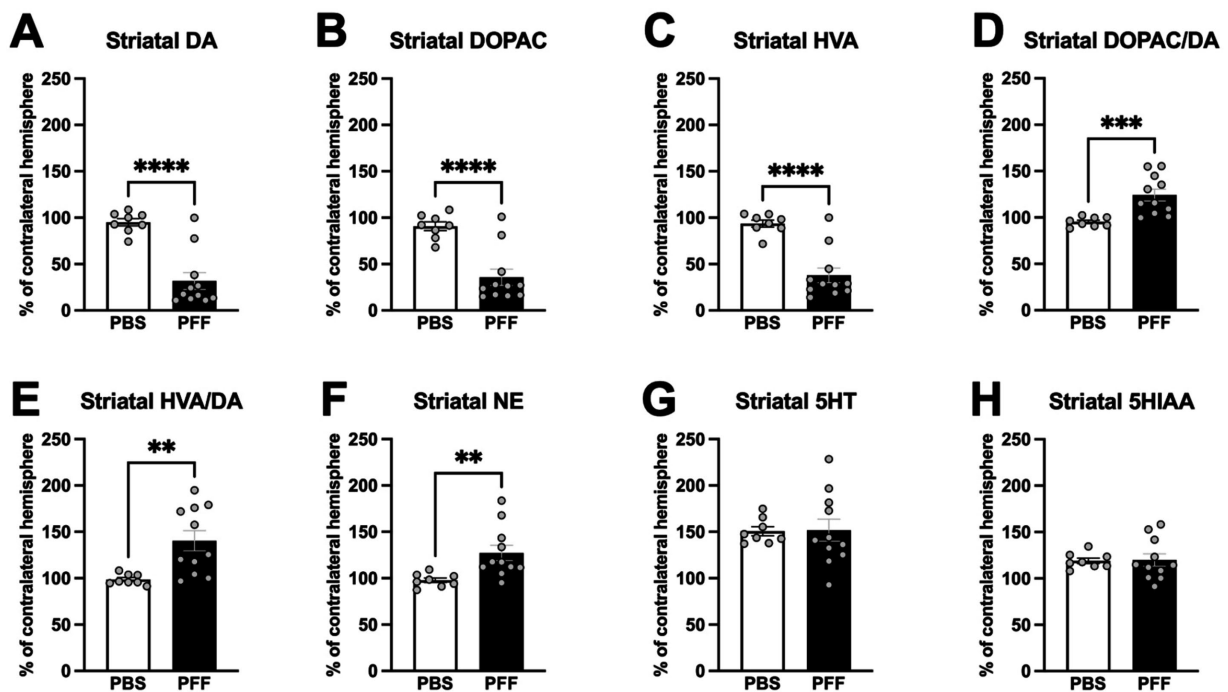 A Striatal DA
% of contralateral hemisphere
250
200
150
100
50
0
****
PBS PFF
B Striatal DOPAC
% of contralateral hemisphere
250
200
150
100
50
0
****
PBS PFF
C Striatal HVA
% of contralateral hemisphere
250
200
150
100
50
0
****
PBS PFF
D Striatal DOPAC/DA
% of contralateral hemisphere
250
200
150
100
50
0
***
PBS PFF
E Striatal HVA/DA
% of contralateral hemisphere
250
200
150
100
50
0
**
PBS PFF
F Striatal NE
% of contralateral hemisphere
250
200
150
100
50
0
**
PBS PFF
G Striatal 5HT
% of contralateral hemisphere
250
200
150
100
50
0
PBS PFF
H Striatal 5HIAA
% of contralateral hemisphere
250
200
150
100
50
0
PBS PFF